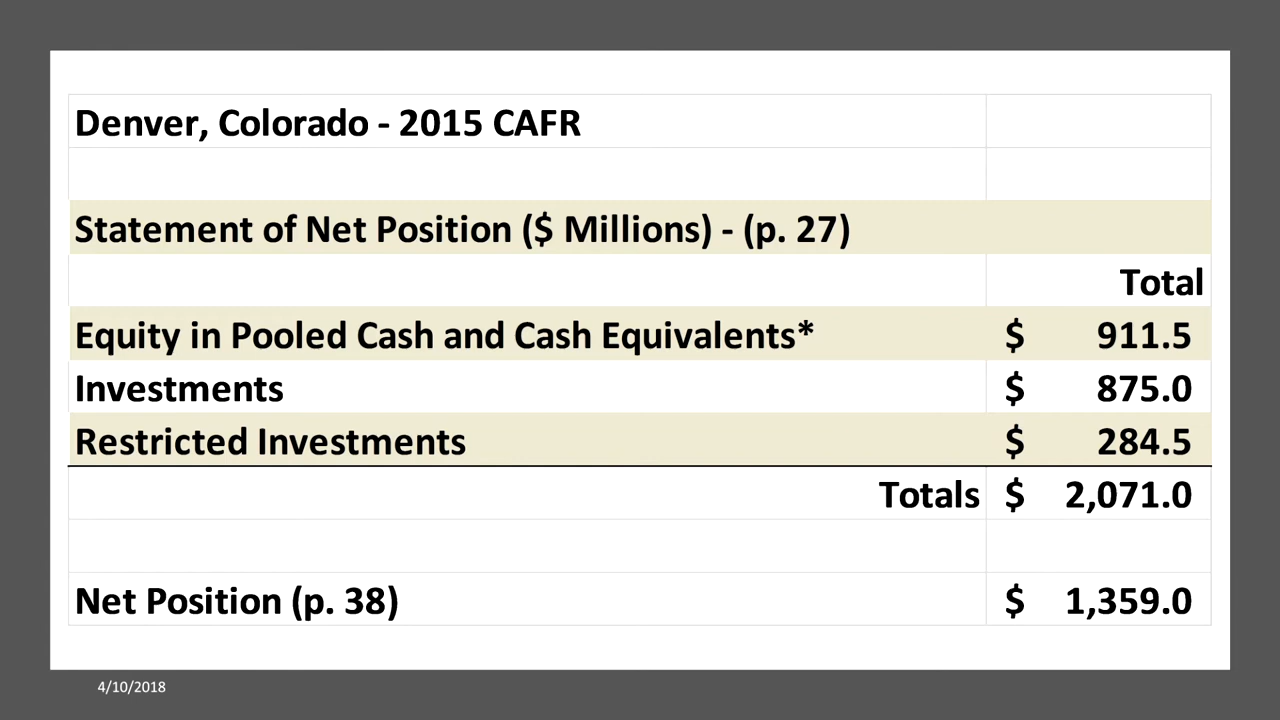 Denver, Colorado - 2015 CAFR
Statement of Net Position ($ Millions) - (p. 27)
Total
Equity in Pooled Cash and Cash Equivalents* $ 911.5
Investments $ 875.0
Restricted Investments $ 284.5
Totals $ 2,071.0
Net Position (p. 38) $ 1,359.0
4/10/2018